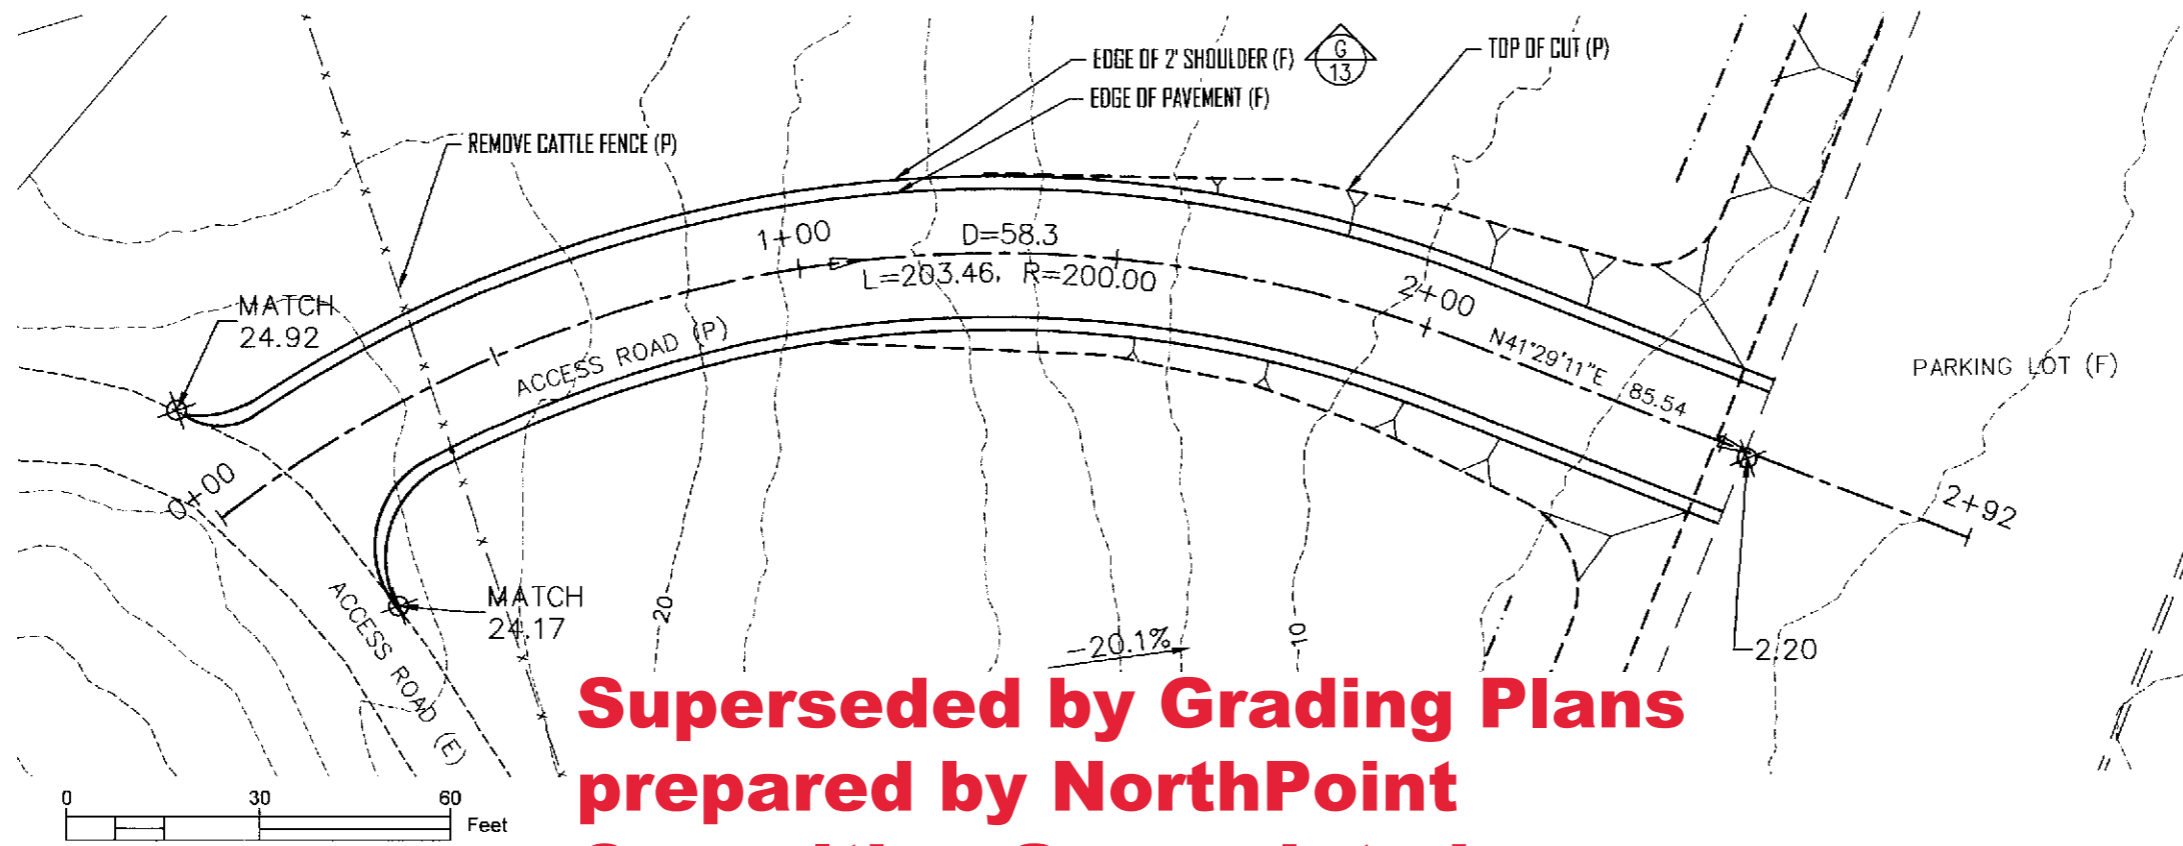 EDGE OF 2' SHOULDER (F)
G
13
TOP OF CUT (P)
EDGE OF PAVEMENT (F)
REMOVE CATTLE FENCE (P)
1+00
D=58.3
L=203.46, R=200.00
2+00
MATCH
24.92
ACCESS ROAD (P)
N41°29'11"E 85.54
PARKING LOT (F)
0+00
2+92
MATCH
24.17
ACCESS ROAD (E)
20
10
-20.1%
2.20
Superseded by Grading Plans
prepared by NorthPoint
0 30 60
Feet